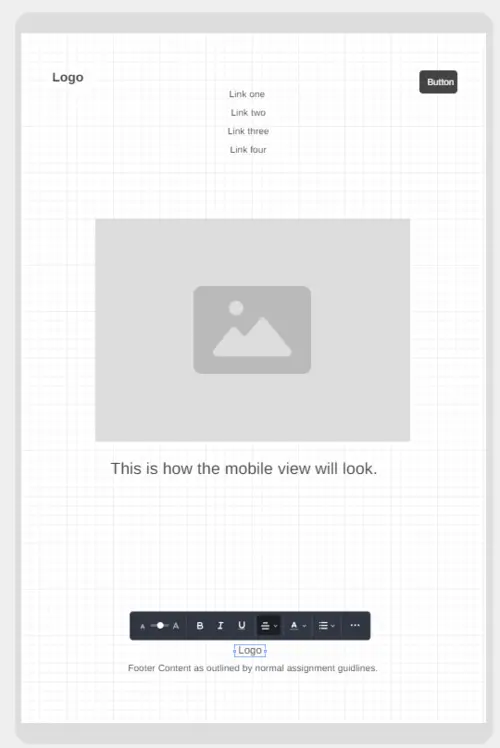 Logo
Button
Link one
Link two
Link three
Link four
This is how the mobile view will look.
A A B I U A
Logo
Footer Content as outlined by normal assignment guidlines.